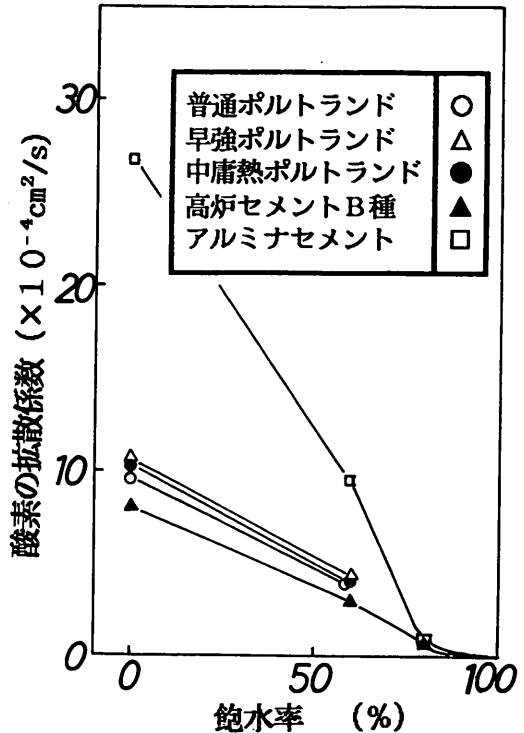 酸素の拡散係数 (×10⁻⁴cm²/s)
30
20
10
0
普通ポルトランド ○
早強ポルトランド △
中庸熱ポルトランド ●
高炉セメントB種 ▲
アルミナセメント □
0 50 100
飽水率 (%)